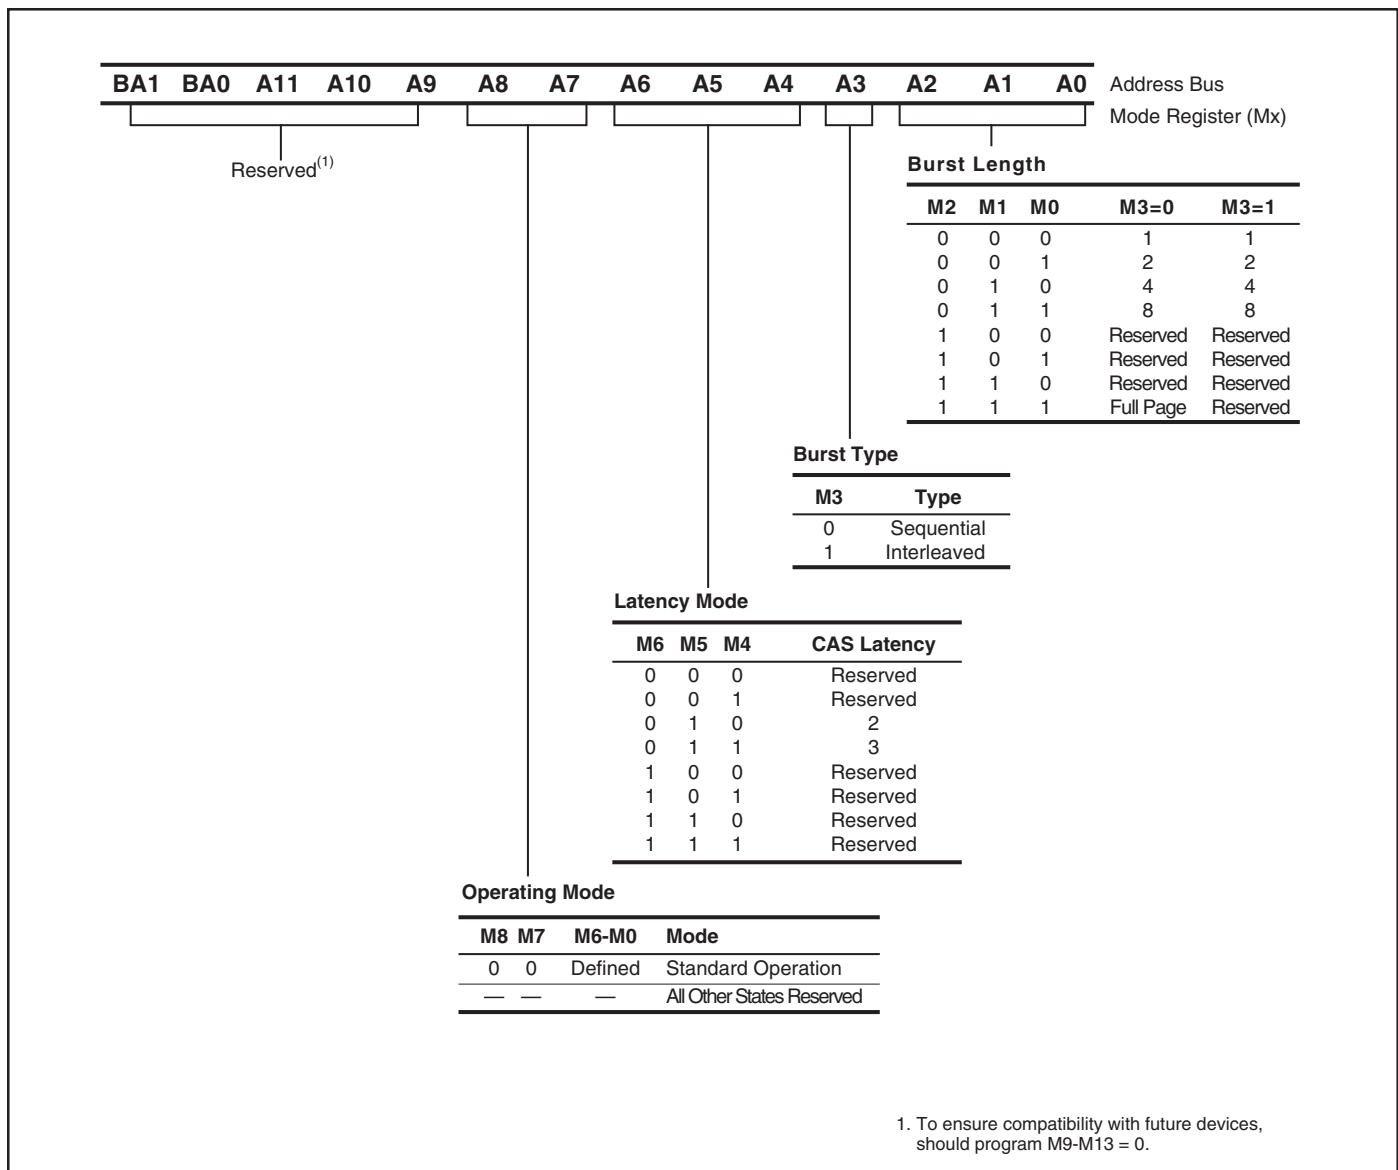 BA1 BA0 A11 A10 A9 A8 A7 A6 A5 A4 A3 A2 A1 A0 Address Bus
Mode Register (Mx)
Reserved(1)
Burst Length
M2 M1 M0 M3=0 M3=1
0 0 0 1 1
0 0 1 2 2
0 1 0 4 4
0 1 1 8 8
1 0 0 Reserved Reserved
1 0 1 Reserved Reserved
1 1 0 Reserved Reserved
1 1 1 Full Page Reserved
Burst Type
M3 Type
0 Sequential
1 Interleaved
Latency Mode
M6 M5 M4 CAS Latency
0 0 0 Reserved
0 0 1 Reserved
0 1 0 2
0 1 1 3
1 0 0 Reserved
1 0 1 Reserved
1 1 0 Reserved
1 1 1 Reserved
Operating Mode
M8 M7 M6-M0 Mode
0 0 Defined Standard Operation
— — — All Other States Reserved
1. To ensure compatibility with future devices,
should program M9-M13 = 0.